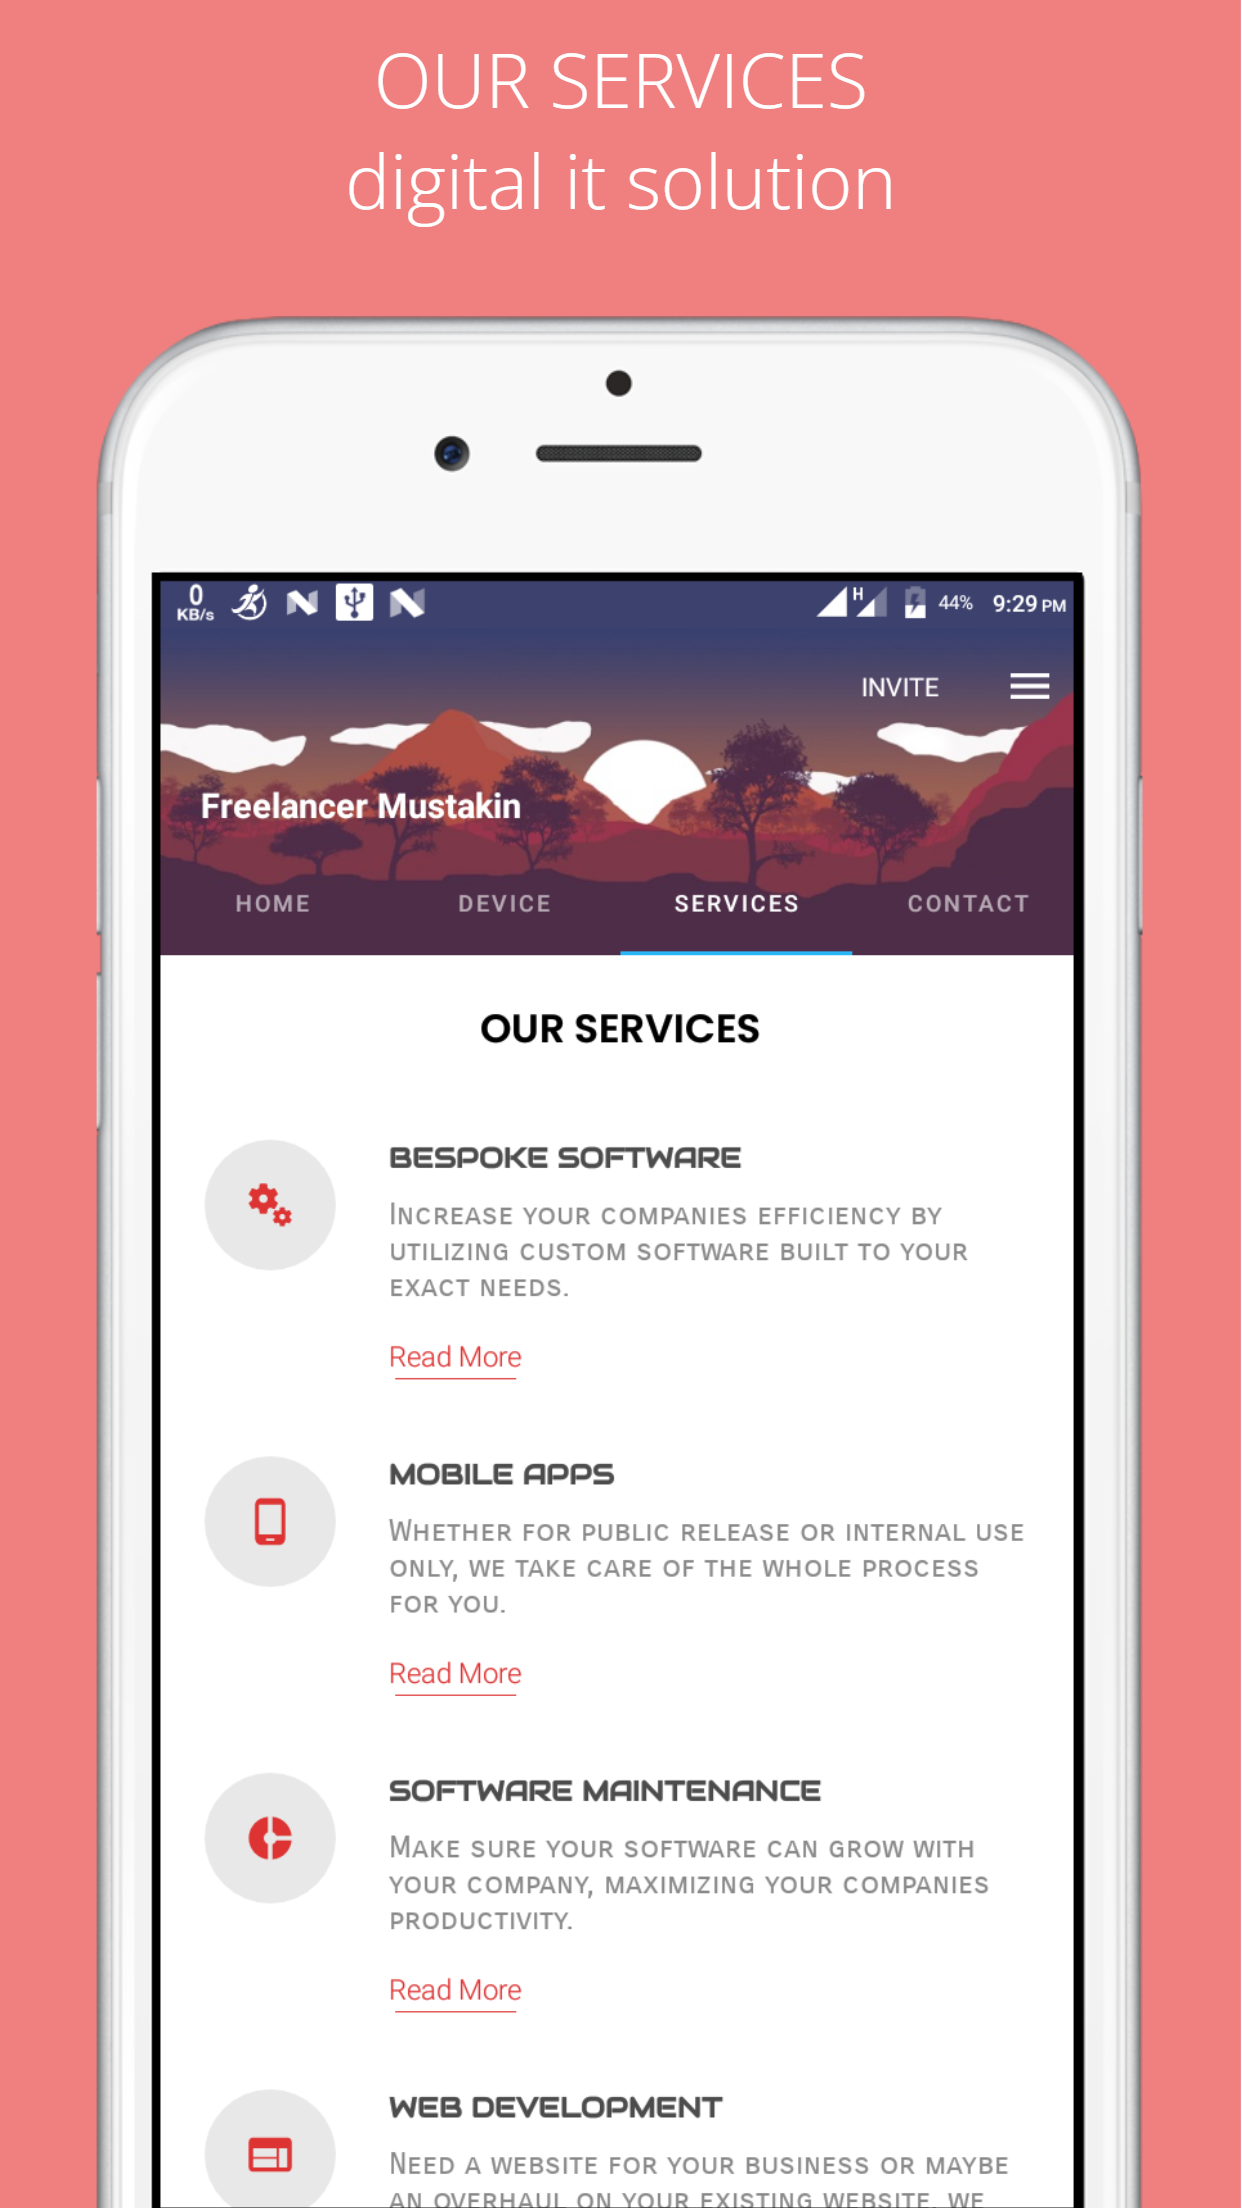 OUR SERVICES
digital it solution
0
KB/s
H
44%
9:29 PM
INVITE
Freelancer Mustakin
HOME
DEVICE
SERVICES
CONTACT
OUR SERVICES
BESPOKE SOFTWARE
INCREASE YOUR COMPANIES EFFICIENCY BY
UTILIZING CUSTOM SOFTWARE BUILT TO YOUR
EXACT NEEDS.
Read More
MOBILE APPS
WHETHER FOR PUBLIC RELEASE OR INTERNAL USE
ONLY, WE TAKE CARE OF THE WHOLE PROCESS
FOR YOU.
Read More
SOFTWARE MAINTENANCE
MAKE SURE YOUR SOFTWARE CAN GROW WITH
YOUR COMPANY, MAXIMIZING YOUR COMPANIES
PRODUCTIVITY.
Read More
WEB DEVELOPMENT
NEED A WEBSITE FOR YOUR BUSINESS OR MAYBE
AN OVERHAUL ON YOUR EXISTING WEBSITE. WE